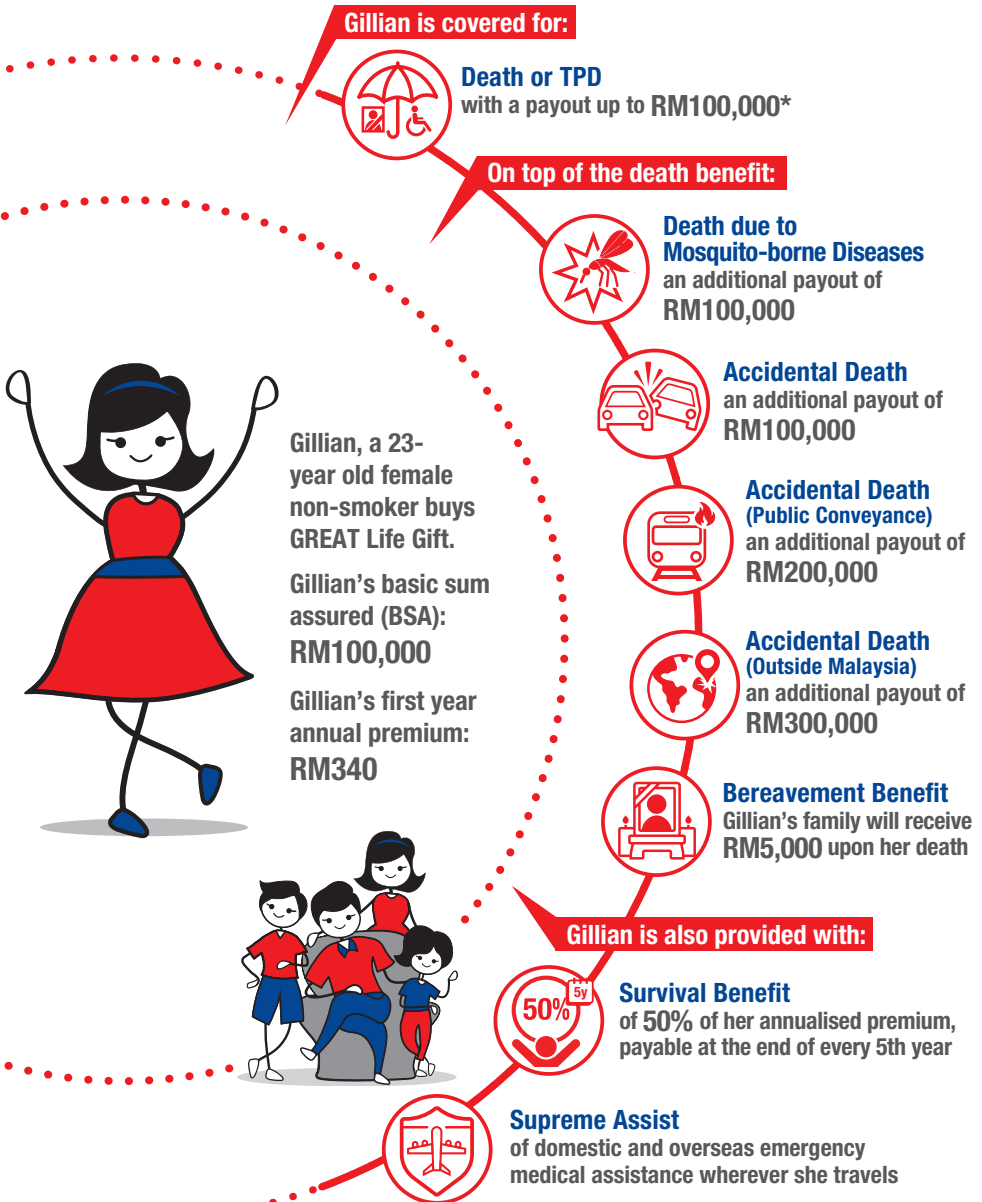 Gillian is covered for:
Death or TPD
with a payout up to RM100,000*
On top of the death benefit:
Death due to
Mosquito-borne Diseases
an additional payout of
RM100,000
Accidental Death
an additional payout of
RM100,000
Accidental Death
(Public Conveyance)
an additional payout of
RM200,000
Accidental Death
(Outside Malaysia)
an additional payout of
RM300,000
Bereavement Benefit
Gillian's family will receive
RM5,000 upon her death
Gillian, a 23-
year old female
non-smoker buys
GREAT Life Gift.
Gillian's basic sum
assured (BSA):
RM100,000
Gillian's first year
annual premium:
RM340
Gillian is also provided with:
5y
50%
Survival Benefit
of 50% of her annualised premium,
payable at the end of every 5th year
Supreme Assist
of domestic and overseas emergency
medical assistance wherever she travels